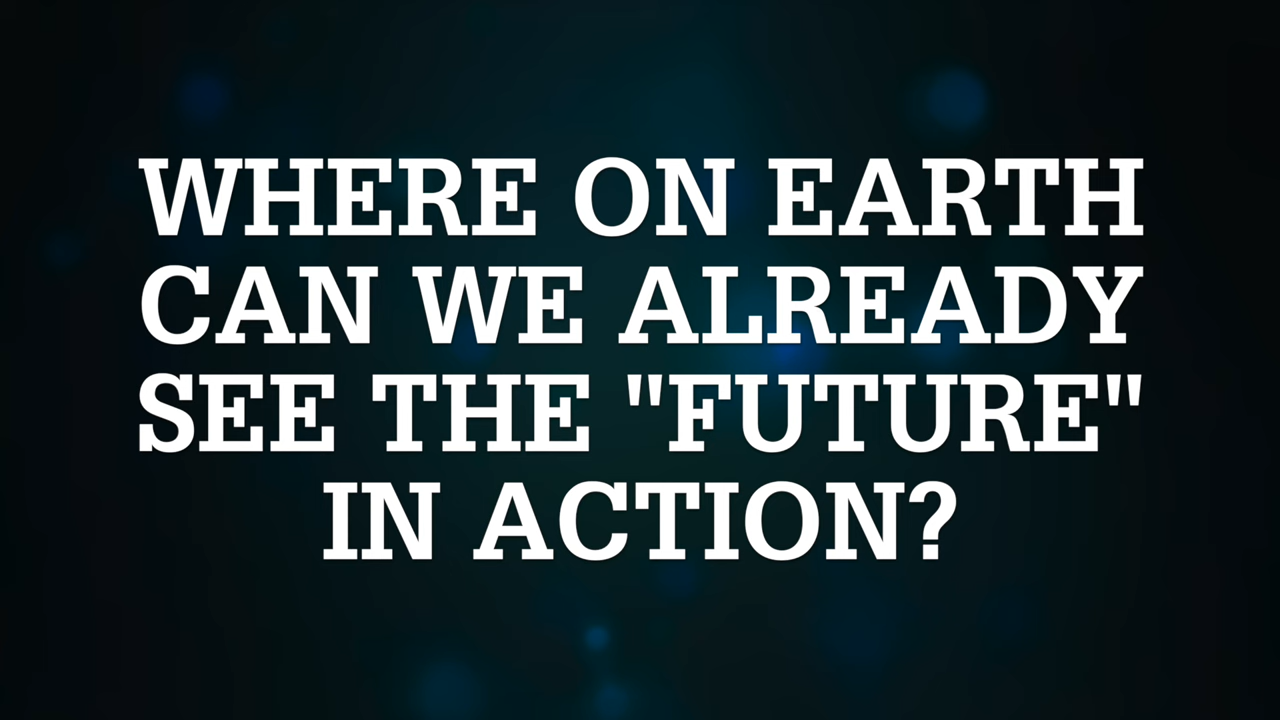 WHERE ON EARTH
CAN WE ALREADY
SEE THE "FUTURE"
IN ACTION?